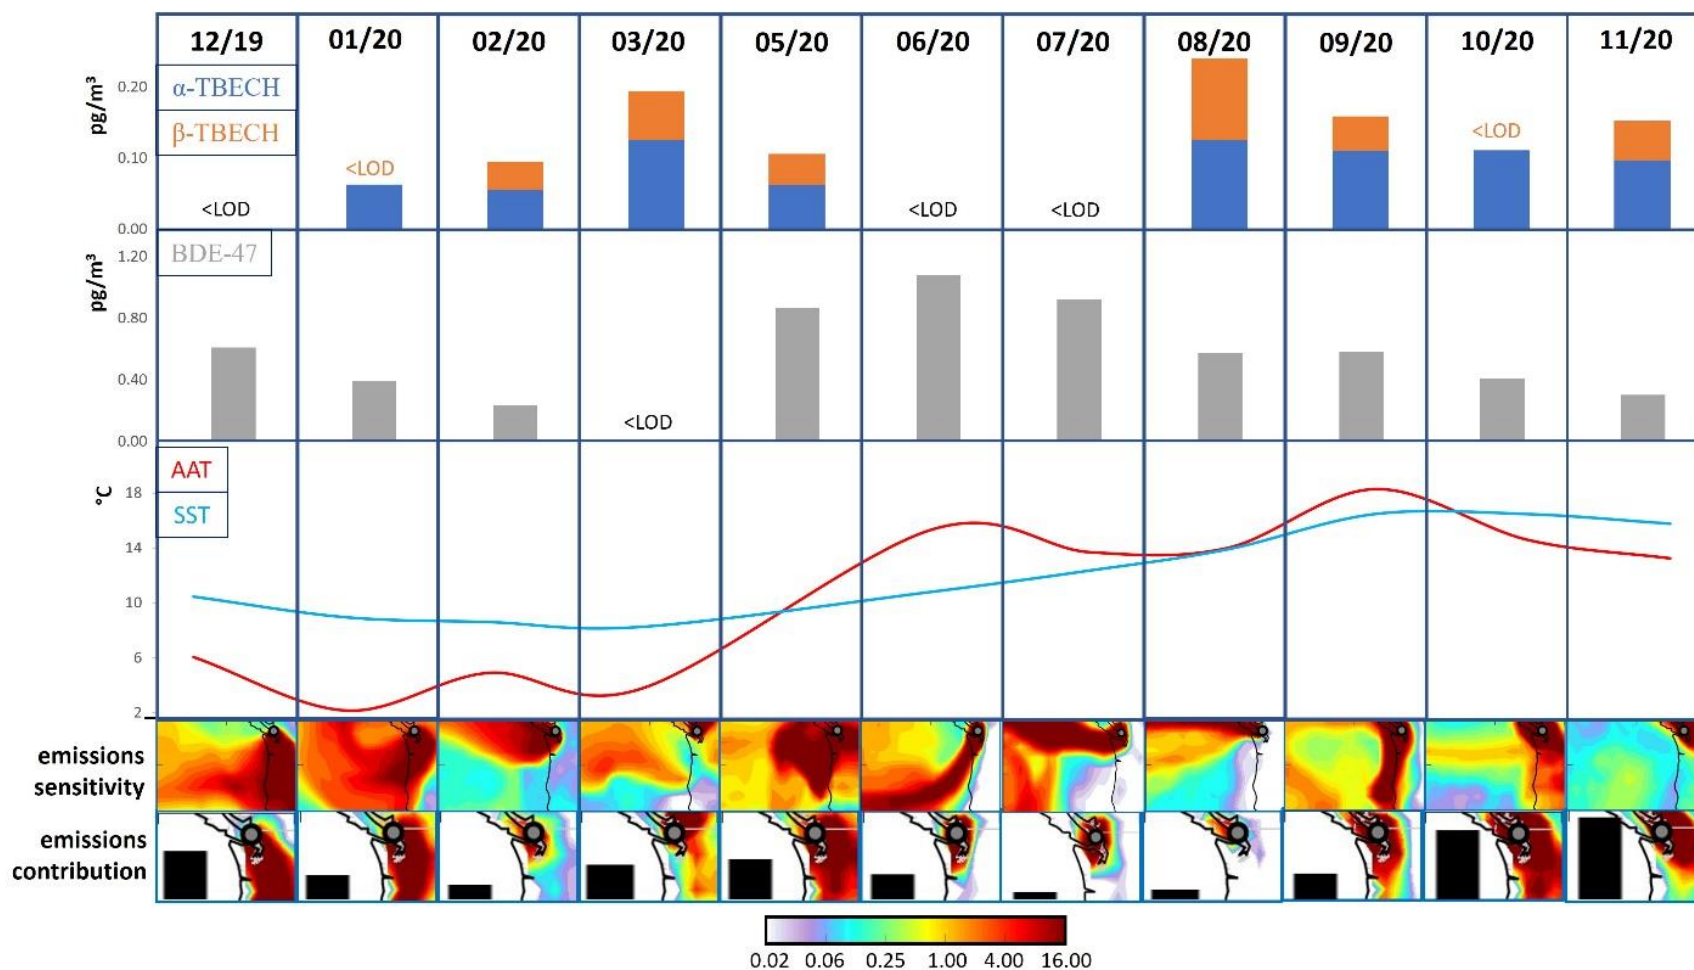 12/19 01/20 02/20 03/20 05/20 06/20 07/20 08/20 09/20 10/20 11/20
pg/m³
0.20
0.10
0.00
α-TBECH
β-TBECH
<LOD
<LOD
<LOD
<LOD
<LOD
pg/m³
1.20
0.80
0.40
0.00
BDE-47
<LOD
°C
18
14
10
6
2
AAT
SST
emissions
sensitivity
emissions
contribution
0.02 0.06 0.25 1.00 4.00 16.00